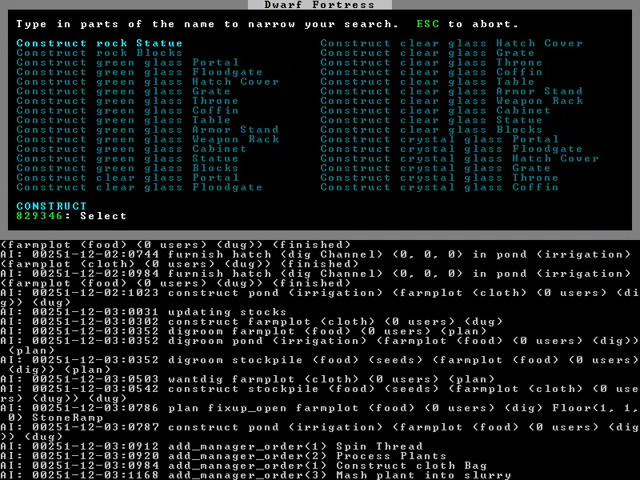 Dwarf Fortress
Type in parts of the name to narrow your search.  ESC to abort.
Construct rock Statue
Construct rock Blocks
Construct green glass Portal
Construct green glass Floodgate
Construct green glass Hatch Cover
Construct green glass Grate
Construct green glass Throne
Construct green glass Coffin
Construct green glass Table
Construct green glass Armor Stand
Construct green glass Weapon Rack
Construct green glass Cabinet
Construct green glass Statue
Construct green glass Blocks
Construct clear glass Portal
Construct clear glass Floodgate
Construct clear glass Hatch Cover
Construct clear glass Grate
Construct clear glass Throne
Construct clear glass Coffin
Construct clear glass Table
Construct clear glass Armor Stand
Construct clear glass Weapon Rack
Construct clear glass Cabinet
Construct clear glass Statue
Construct clear glass Blocks
Construct crystal glass Portal
Construct crystal glass Floodgate
Construct crystal glass Hatch Cover
Construct crystal glass Grate
Construct crystal glass Throne
Construct crystal glass Coffin
CONSTRUCT
829346: Select
(farmplot (food) (0 users) (dug)) (finished)
AI: 00251-12-02:0744 furnish hatch (dig Channel) (0, 0, 0) in pond (irrigation)
(farmplot (cloth) (0 users) (dug)) (finished)
AI: 00251-12-02:0984 furnish hatch (dig Channel) (0, 0, 0) in pond (irrigation)
(farmplot (food) (0 users) (dug)) (finished)
AI: 00251-12-02:1023 construct pond (irrigation) (farmplot (cloth) (0 users) (di
g)) (dug)
AI: 00251-12-03:0031 updating stocks
AI: 00251-12-03:0302 construct farmplot (cloth) (0 users) (dug)
AI: 00251-12-03:0352 digroom farmplot (food) (0 users) (plan)
AI: 00251-12-03:0352 digroom pond (irrigation) (farmplot (food) (0 users) (dig))
(plan)
AI: 00251-12-03:0352 digroom stockpile (food) (seeds) (farmplot (food) (0 users)
(dig)) (plan)
AI: 00251-12-03:0503 wantdig farmplot (cloth) (0 users) (plan)
AI: 00251-12-03:0542 construct stockpile (food) (seeds) (farmplot (cloth) (0 use
rs) (dug)) (dug)
AI: 00251-12-03:0786 plan fixup_open farmplot (food) (0 users) (dig) Floor(1, 1,
0) StoneRamp
AI: 00251-12-03:0787 construct pond (irrigation) (farmplot (food) (0 users) (dig
)) (dug)
AI: 00251-12-03:0912 add_manager_order(1) Spin Thread
AI: 00251-12-03:0920 add_manager_order(2) Process Plants
AI: 00251-12-03:0984 add_manager_order(1) Construct cloth Bag
AI: 00251-12-03:1168 add_manager_order(3) Mash plant into slurry